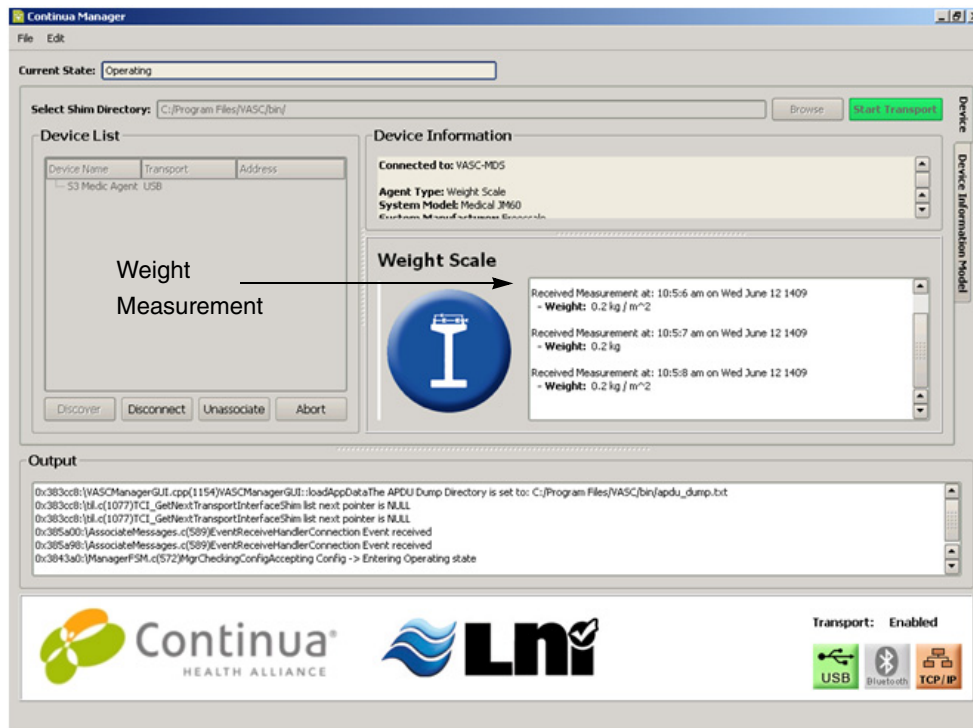 Continua Manager
File Edit
Current State: Operating
Select Shim Directory: C:/Program Files/VASC/bin/ Browse Start Transport
Device
Device Information Model
Device List
Device Name Transport Address
S3 Medic Agent USB
Discover Disconnect Unassociate Abort
Device Information
Connected to: VASC-MDS
Agent Type: Weight Scale
System Model: Medical JM60
System Manufacturer: Freescale
Weight Scale
Weight
Measurement
Received Measurement at: 10:5:6 am on Wed June 12 1409
- Weight: 0.2 kg / m^2
Received Measurement at: 10:5:7 am on Wed June 12 1409
- Weight: 0.2 kg
Received Measurement at: 10:5:8 am on Wed June 12 1409
- Weight: 0.2 kg / m^2
Output
0x383cc8:\VASCManagerGUI.cpp(1154)VASCManagerGUI::loadAppDataThe APDU Dump Directory is set to: C:/Program Files/VASC/bin/apdu_dump.txt
0x383cc8:\til.c(1077)TCI_GetNextTransportInterfaceShim list next pointer is NULL
0x383cc8:\til.c(1077)TCI_GetNextTransportInterfaceShim list next pointer is NULL
0x385a00:\AssociateMessages.c(589)EventReceiveHandlerConnection Event received
0x385a98:\AssociateMessages.c(589)EventReceiveHandlerConnection Event received
0x3843a0:\ManagerFSM.c(572)MgrCheckingConfigAccepting Config -> Entering Operating state
Continua®
HEALTH ALLIANCE
LNI
Transport: Enabled
USB Bluetooth TCP/IP